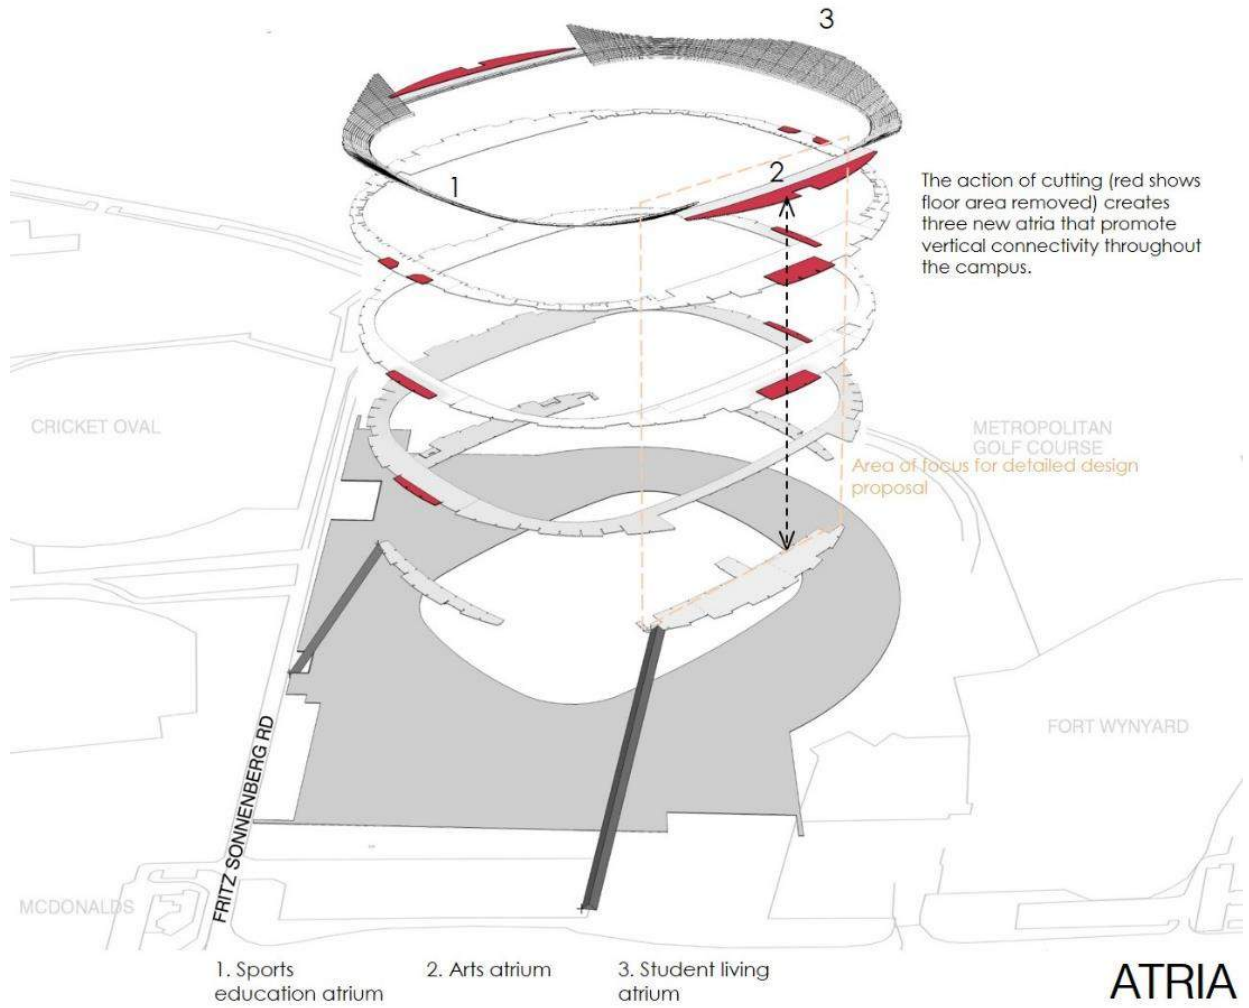 3
1
2
The action of cutting (red shows
floor area removed) creates
three new atria that promote
vertical connectivity throughout
the campus.
CRICKET OVAL
METROPOLITAN
GOLF COURSE
Area of focus for detailed design
proposal
FORT WYNYARD
FRITZ SONNENBERG RD
MCDONALDS
1. Sports
education atrium
2. Arts atrium
3. Student living
atrium
ATRIA